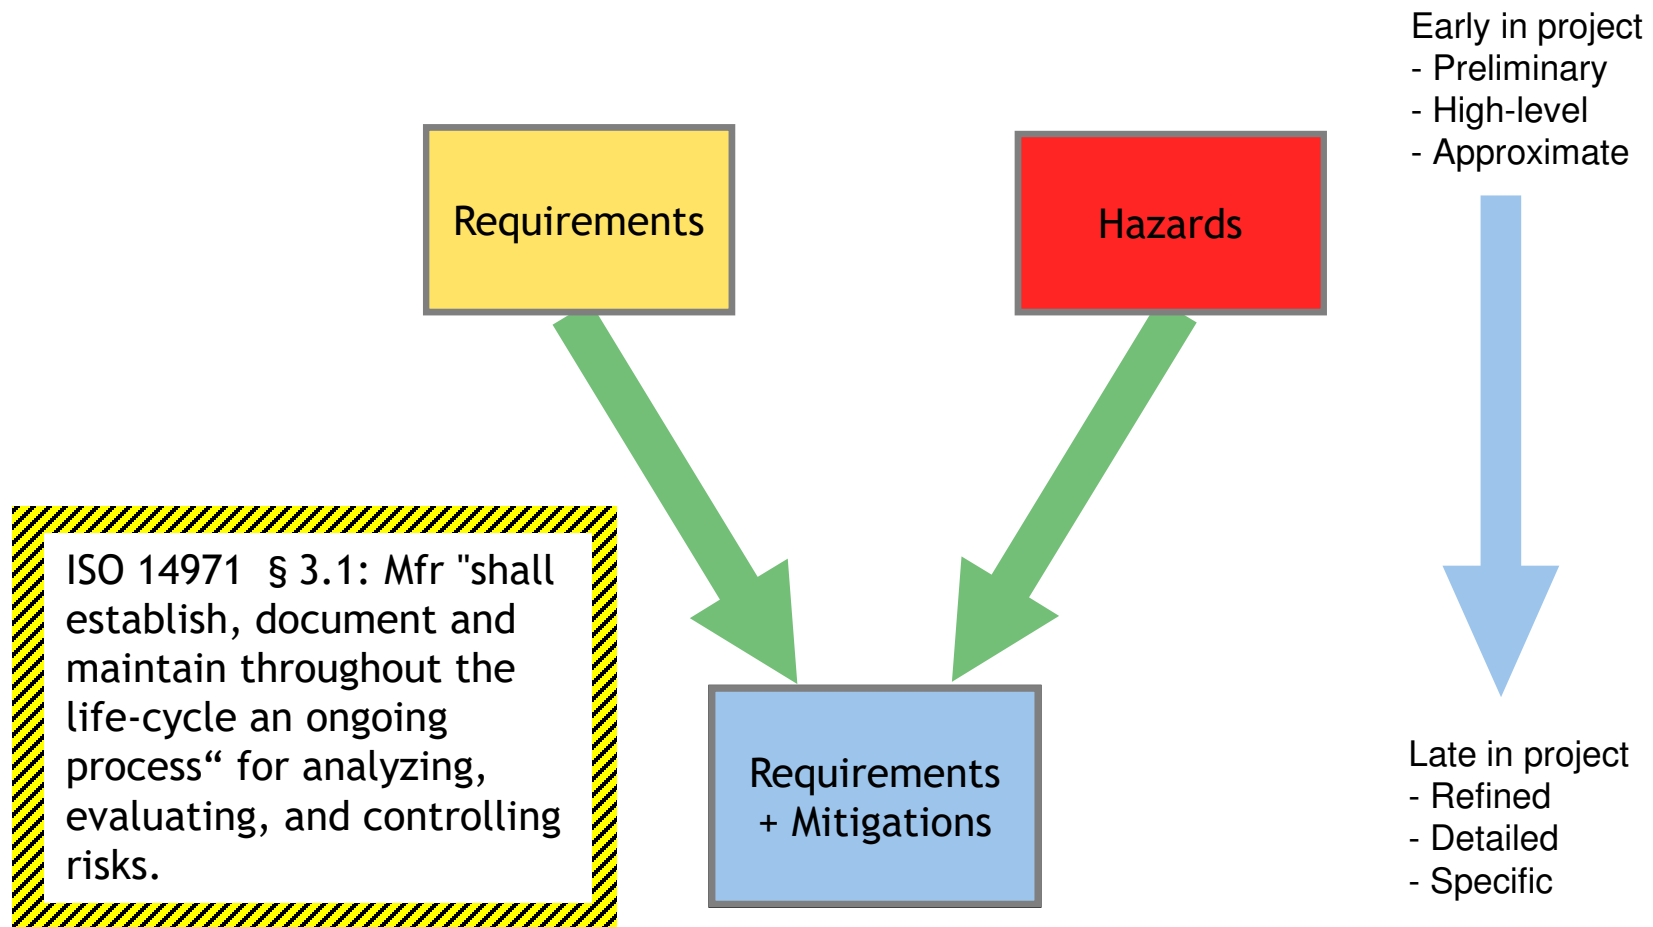 Early in project
- Preliminary
- High-level
- Approximate
Requirements
Hazards
ISO 14971  § 3.1: Mfr "shall
establish, document and
maintain throughout the
life-cycle an ongoing
process“ for analyzing,
evaluating, and controlling
risks.
Requirements
+ Mitigations
Late in project
- Refined
- Detailed
- Specific